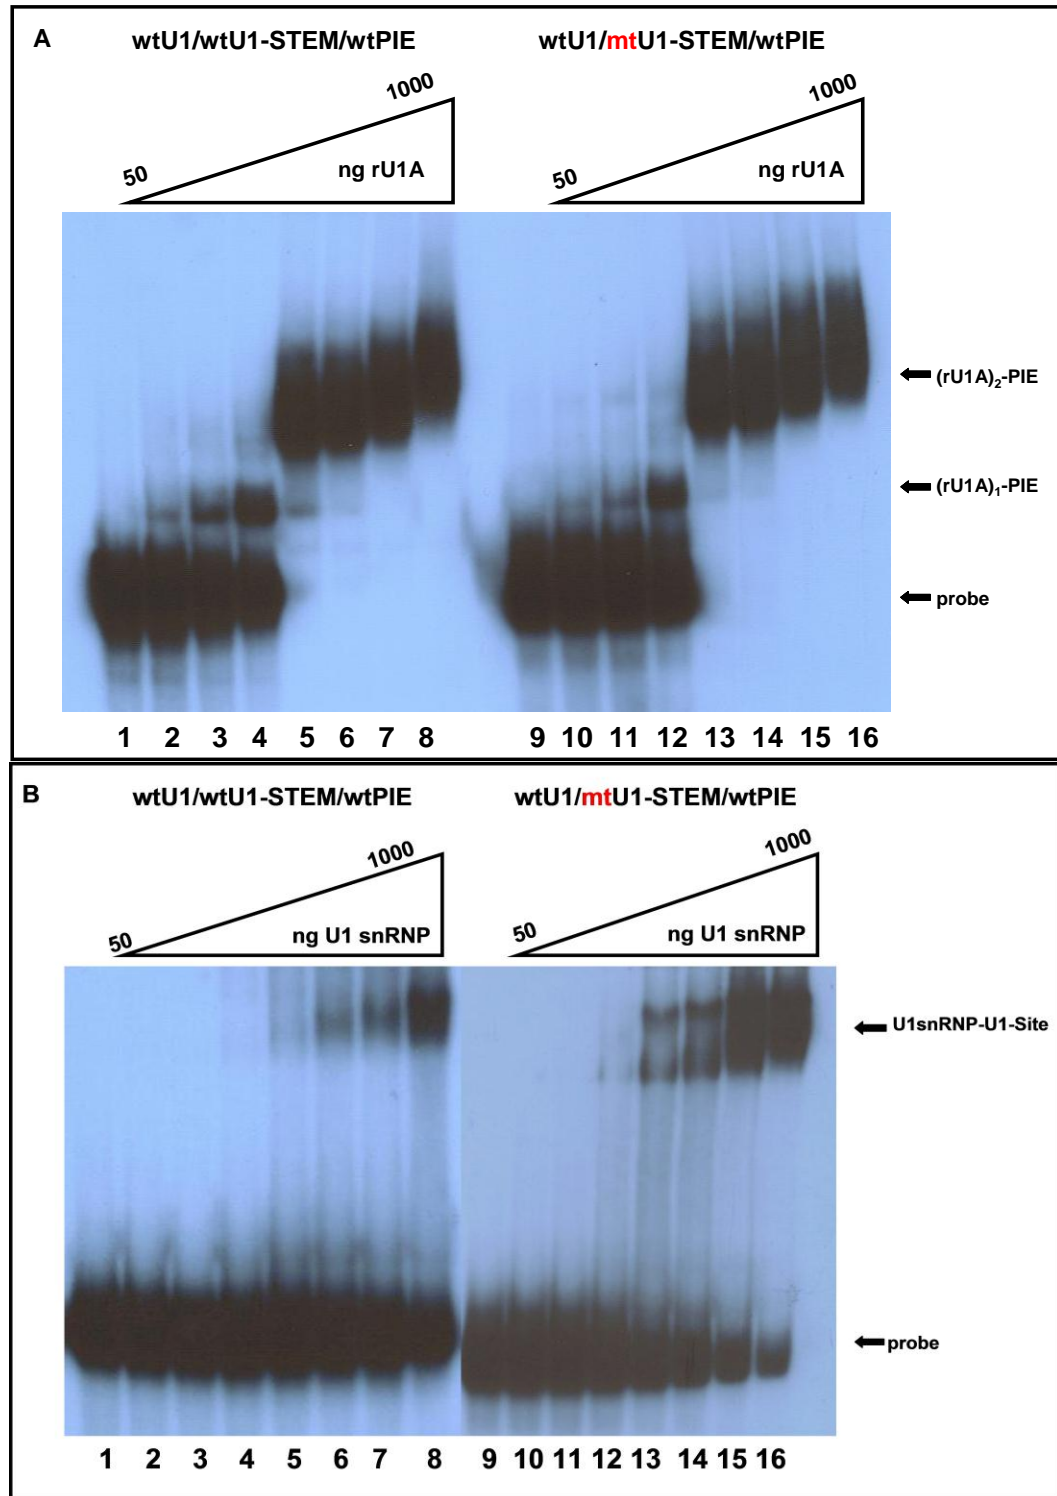 A
wtU1/wtU1-STEM/wtPIE
wtU1/mtU1-STEM/wtPIE
50
1000
ng rU1A
50
1000
ng rU1A
(rU1A)₂-PIE
(rU1A)₁-PIE
probe
1 2 3 4 5 6 7 8 9 10 11 12 13 14 15 16
B
wtU1/wtU1-STEM/wtPIE
wtU1/mtU1-STEM/wtPIE
50
1000
ng U1 snRNP
50
1000
ng U1 snRNP
U1snRNP-U1-Site
probe
1 2 3 4 5 6 7 8 9 10 11 12 13 14 15 16